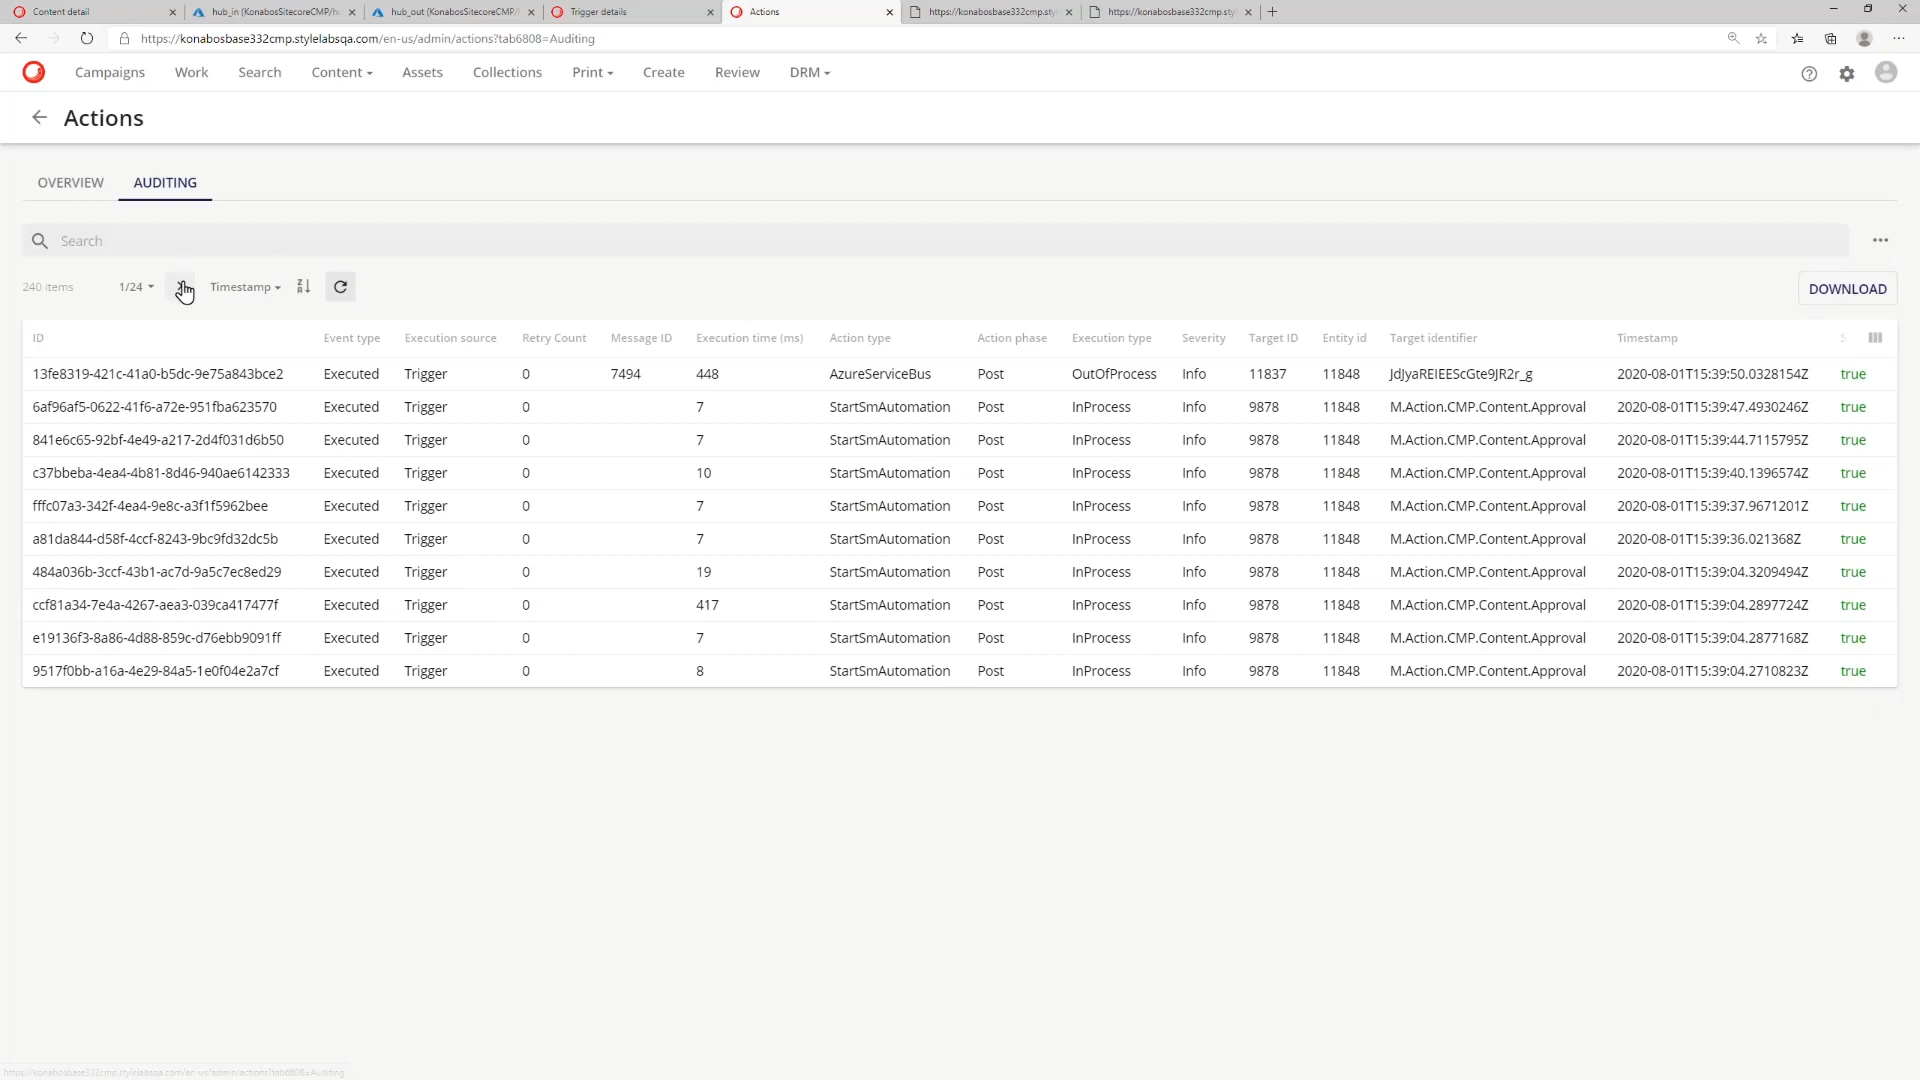 Content detail
hub_in (KonabosSitecoreCMP/h
hub_out (KonabosSitecoreCMP/
Trigger details
Actions
https://konabosbase332cmp.sty
https://konabosbase332cmp.sty
https://konabosbase332cmp.stylelabsqa.com/en-us/admin/actions?tab6808=Auditing
Campaigns Work Search Content Assets Collections Print Create Review DRM
Actions
OVERVIEW AUDITING
Search
240 items 1/24 Timestamp
DOWNLOAD
ID Event type Execution source Retry Count Message ID Execution time (ms) Action type Action phase Execution type Severity Target ID Entity id Target identifier Timestamp S
13fe8319-421c-41a0-b5dc-9e75a843bce2 Executed Trigger 0 7494 448 AzureServiceBus Post OutOfProcess Info 11837 11848 JdJyaREIEEScGte9JR2r_g 2020-08-01T15:39:50.0328154Z true
6af96af5-0622-41f6-a72e-951fba623570 Executed Trigger 0 7 StartSmAutomation Post InProcess Info 9878 11848 M.Action.CMP.Content.Approval 2020-08-01T15:39:47.4930246Z true
841e6c65-92bf-4e49-a217-2d4f031d6b50 Executed Trigger 0 7 StartSmAutomation Post InProcess Info 9878 11848 M.Action.CMP.Content.Approval 2020-08-01T15:39:44.7115795Z true
c37bbeba-4ea4-4b81-8d46-940ae6142333 Executed Trigger 0 10 StartSmAutomation Post InProcess Info 9878 11848 M.Action.CMP.Content.Approval 2020-08-01T15:39:40.1396574Z true
fffc07a3-342f-4ea4-9e8c-a3f1f5962bee Executed Trigger 0 7 StartSmAutomation Post InProcess Info 9878 11848 M.Action.CMP.Content.Approval 2020-08-01T15:39:37.9671201Z true
a81da844-d58f-4ccf-8243-9bc9fd32dc5b Executed Trigger 0 7 StartSmAutomation Post InProcess Info 9878 11848 M.Action.CMP.Content.Approval 2020-08-01T15:39:36.021368Z true
484a036b-3ccf-43b1-ac7d-9a5c7ec8ed29 Executed Trigger 0 19 StartSmAutomation Post InProcess Info 9878 11848 M.Action.CMP.Content.Approval 2020-08-01T15:39:04.3209494Z true
ccf81a34-7e4a-4267-aea3-039ca417477f Executed Trigger 0 417 StartSmAutomation Post InProcess Info 9878 11848 M.Action.CMP.Content.Approval 2020-08-01T15:39:04.2897724Z true
e19136f3-8a86-4d88-859c-d76ebb9091ff Executed Trigger 0 7 StartSmAutomation Post InProcess Info 9878 11848 M.Action.CMP.Content.Approval 2020-08-01T15:39:04.2877168Z true
9517f0bb-a16a-4e29-84a5-1e0f04e2a7cf Executed Trigger 0 8 StartSmAutomation Post InProcess Info 9878 11848 M.Action.CMP.Content.Approval 2020-08-01T15:39:04.2710823Z true
https://konabosbase332cmp.stylelabsqa.com/en-us/admin/actions?tab6808=Auditing